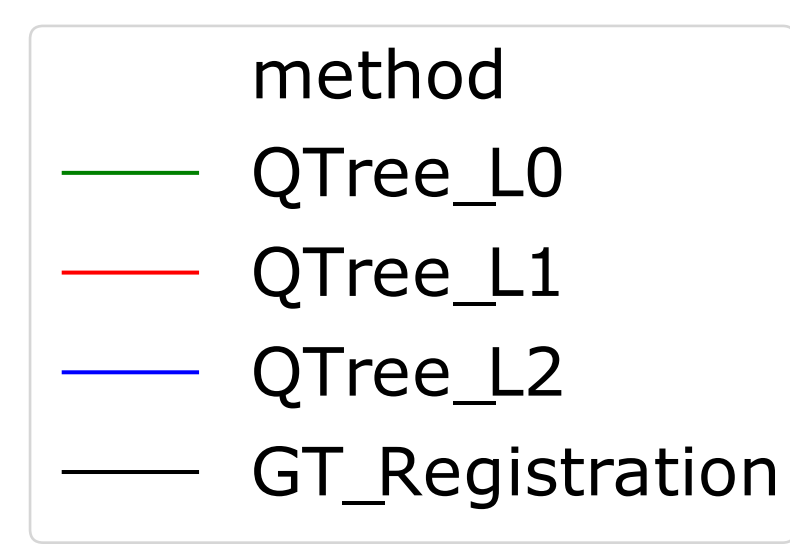 method
QTree_L0
QTree_L1
QTree_L2
GT_Registration